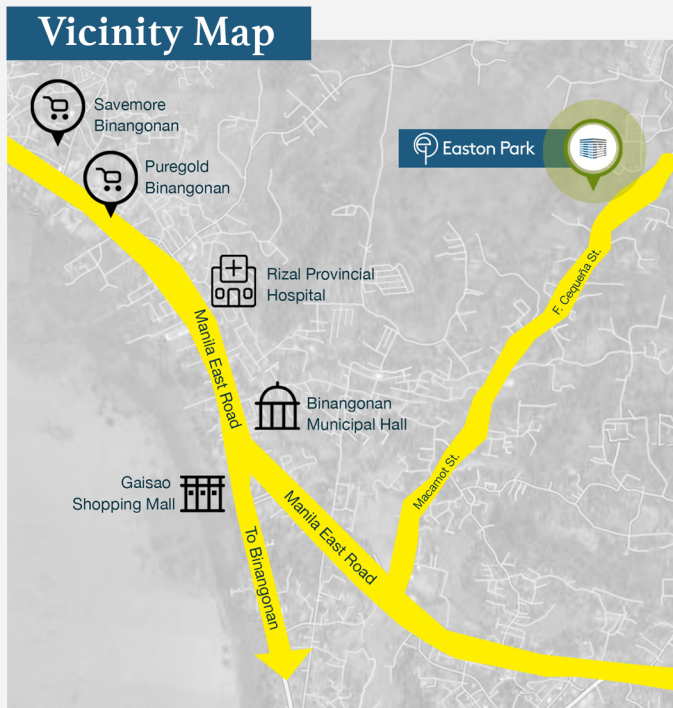 Vicinity Map
Savemore
Binangonan
Puregold
Binangonan
Easton Park
Rizal Provincial
Hospital
F. Cequeña St.
Manila East Road
Binangonan
Municipal Hall
Macamot St.
Gaisao
Shopping Mall
Manila East Road
To Binangonan